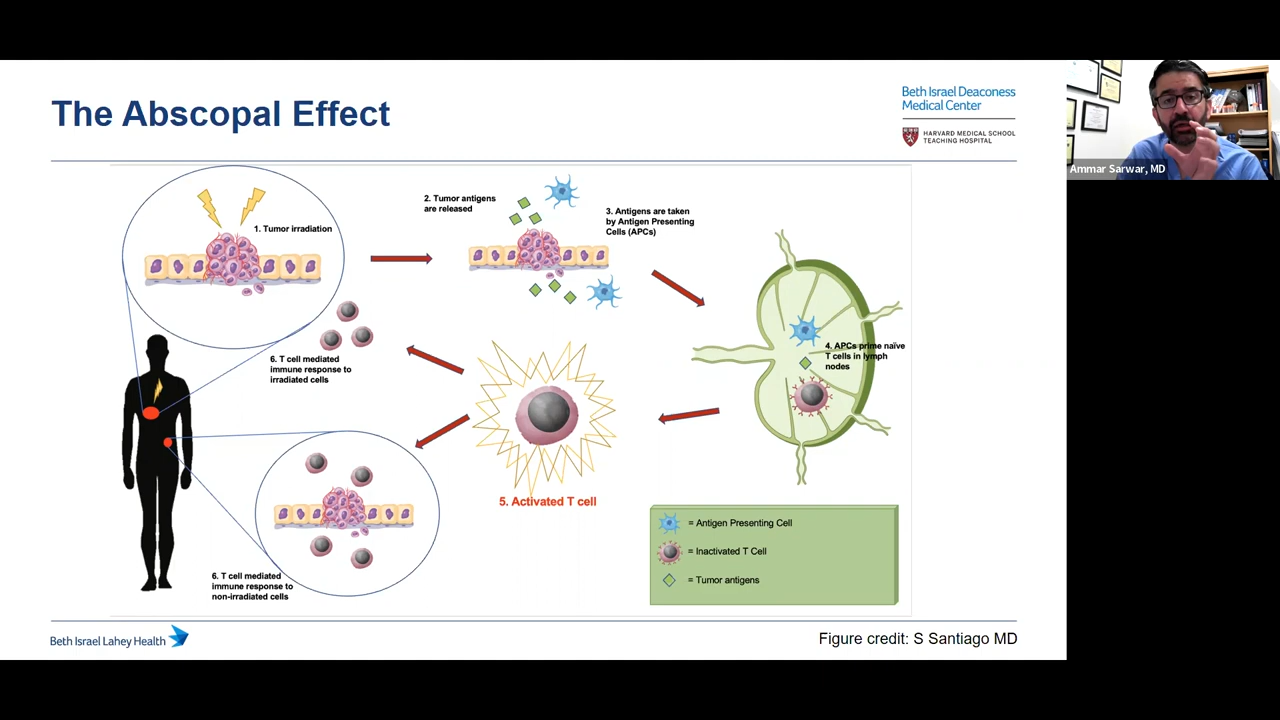 The Abscopal Effect
Beth Israel Deaconess
Medical Center
HARVARD MEDICAL SCHOOL
TEACHING HOSPITAL
Ammar Sarwar, MD
1. Tumor irradiation
2. Tumor antigens
are released
3. Antigens are taken
by Antigen Presenting
Cells (APCs)
4. APCs prime naïve
T cells in lymph
nodes
5. Activated T cell
6. T cell mediated
immune response to
irradiated cells
6. T cell mediated
immune response to
non-irradiated cells
= Antigen Presenting Cell
= Inactivated T Cell
= Tumor antigens
Beth Israel Lahey Health
Figure credit: S Santiago MD